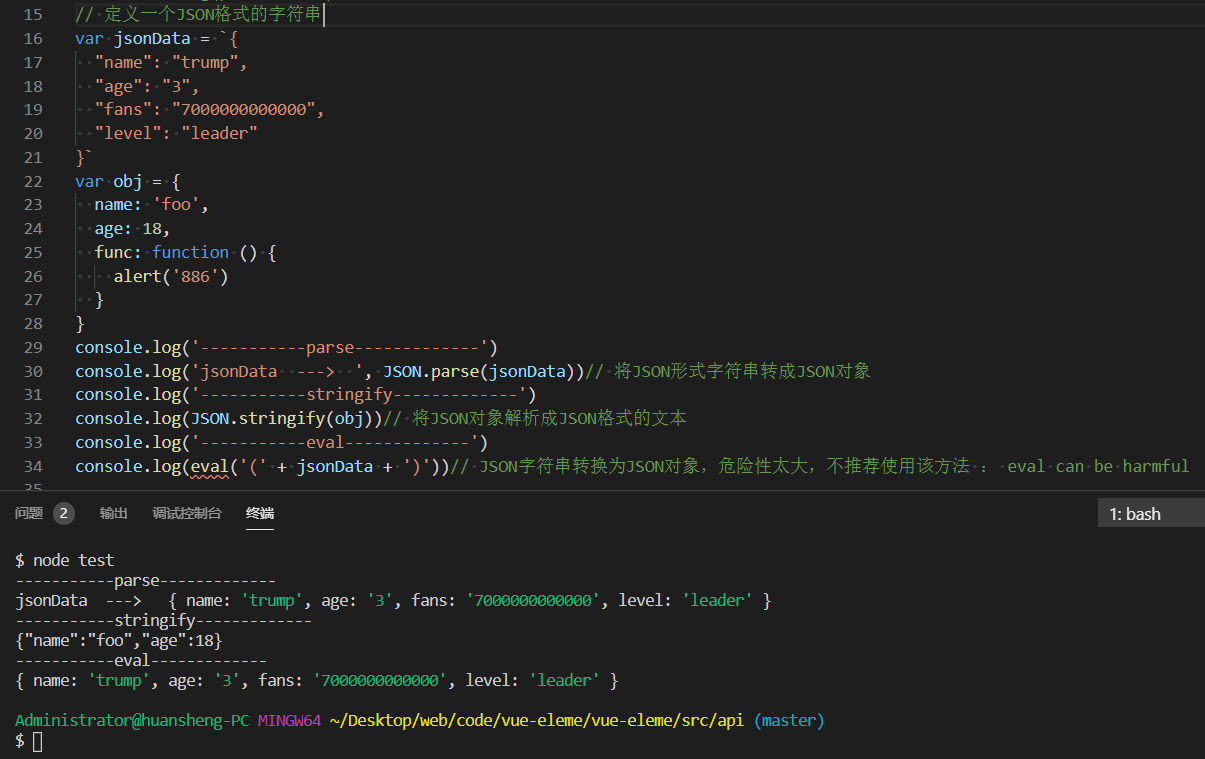 15 // 定义一个JSON格式的字符串
16 var jsonData = `{
17   "name": "trump",
18   "age": "3",
19   "fans": "7000000000000",
20   "level": "leader"
21 }`
22 var obj = {
23   name: 'foo',
24   age: 18,
25   func: function () {
26     alert('886')
27   }
28 }
29 console.log('-----------parse-------------')
30 console.log('jsonData  --->  ', JSON.parse(jsonData))// 将JSON形式字符串转成JSON对象
31 console.log('-----------stringify-------------')
32 console.log(JSON.stringify(obj))// 将JSON对象解析成JSON格式的文本
33 console.log('-----------eval-------------')
34 console.log(eval('(' + jsonData + ')'))// JSON字符串转换为JSON对象，危险性太大，不推荐使用该方法 ： eval can be harmful
35
问题 2 输出 调试控制台 终端 1: bash
$ node test
-----------parse-------------
jsonData  --->   { name: 'trump', age: '3', fans: '7000000000000', level: 'leader' }
-----------stringify-------------
{"name":"foo","age":18}
-----------eval-------------
{ name: 'trump', age: '3', fans: '7000000000000', level: 'leader' }
Administrator@huansheng-PC MINGW64 ~/Desktop/web/code/vue-eleme/vue-eleme/src/api (master)
$